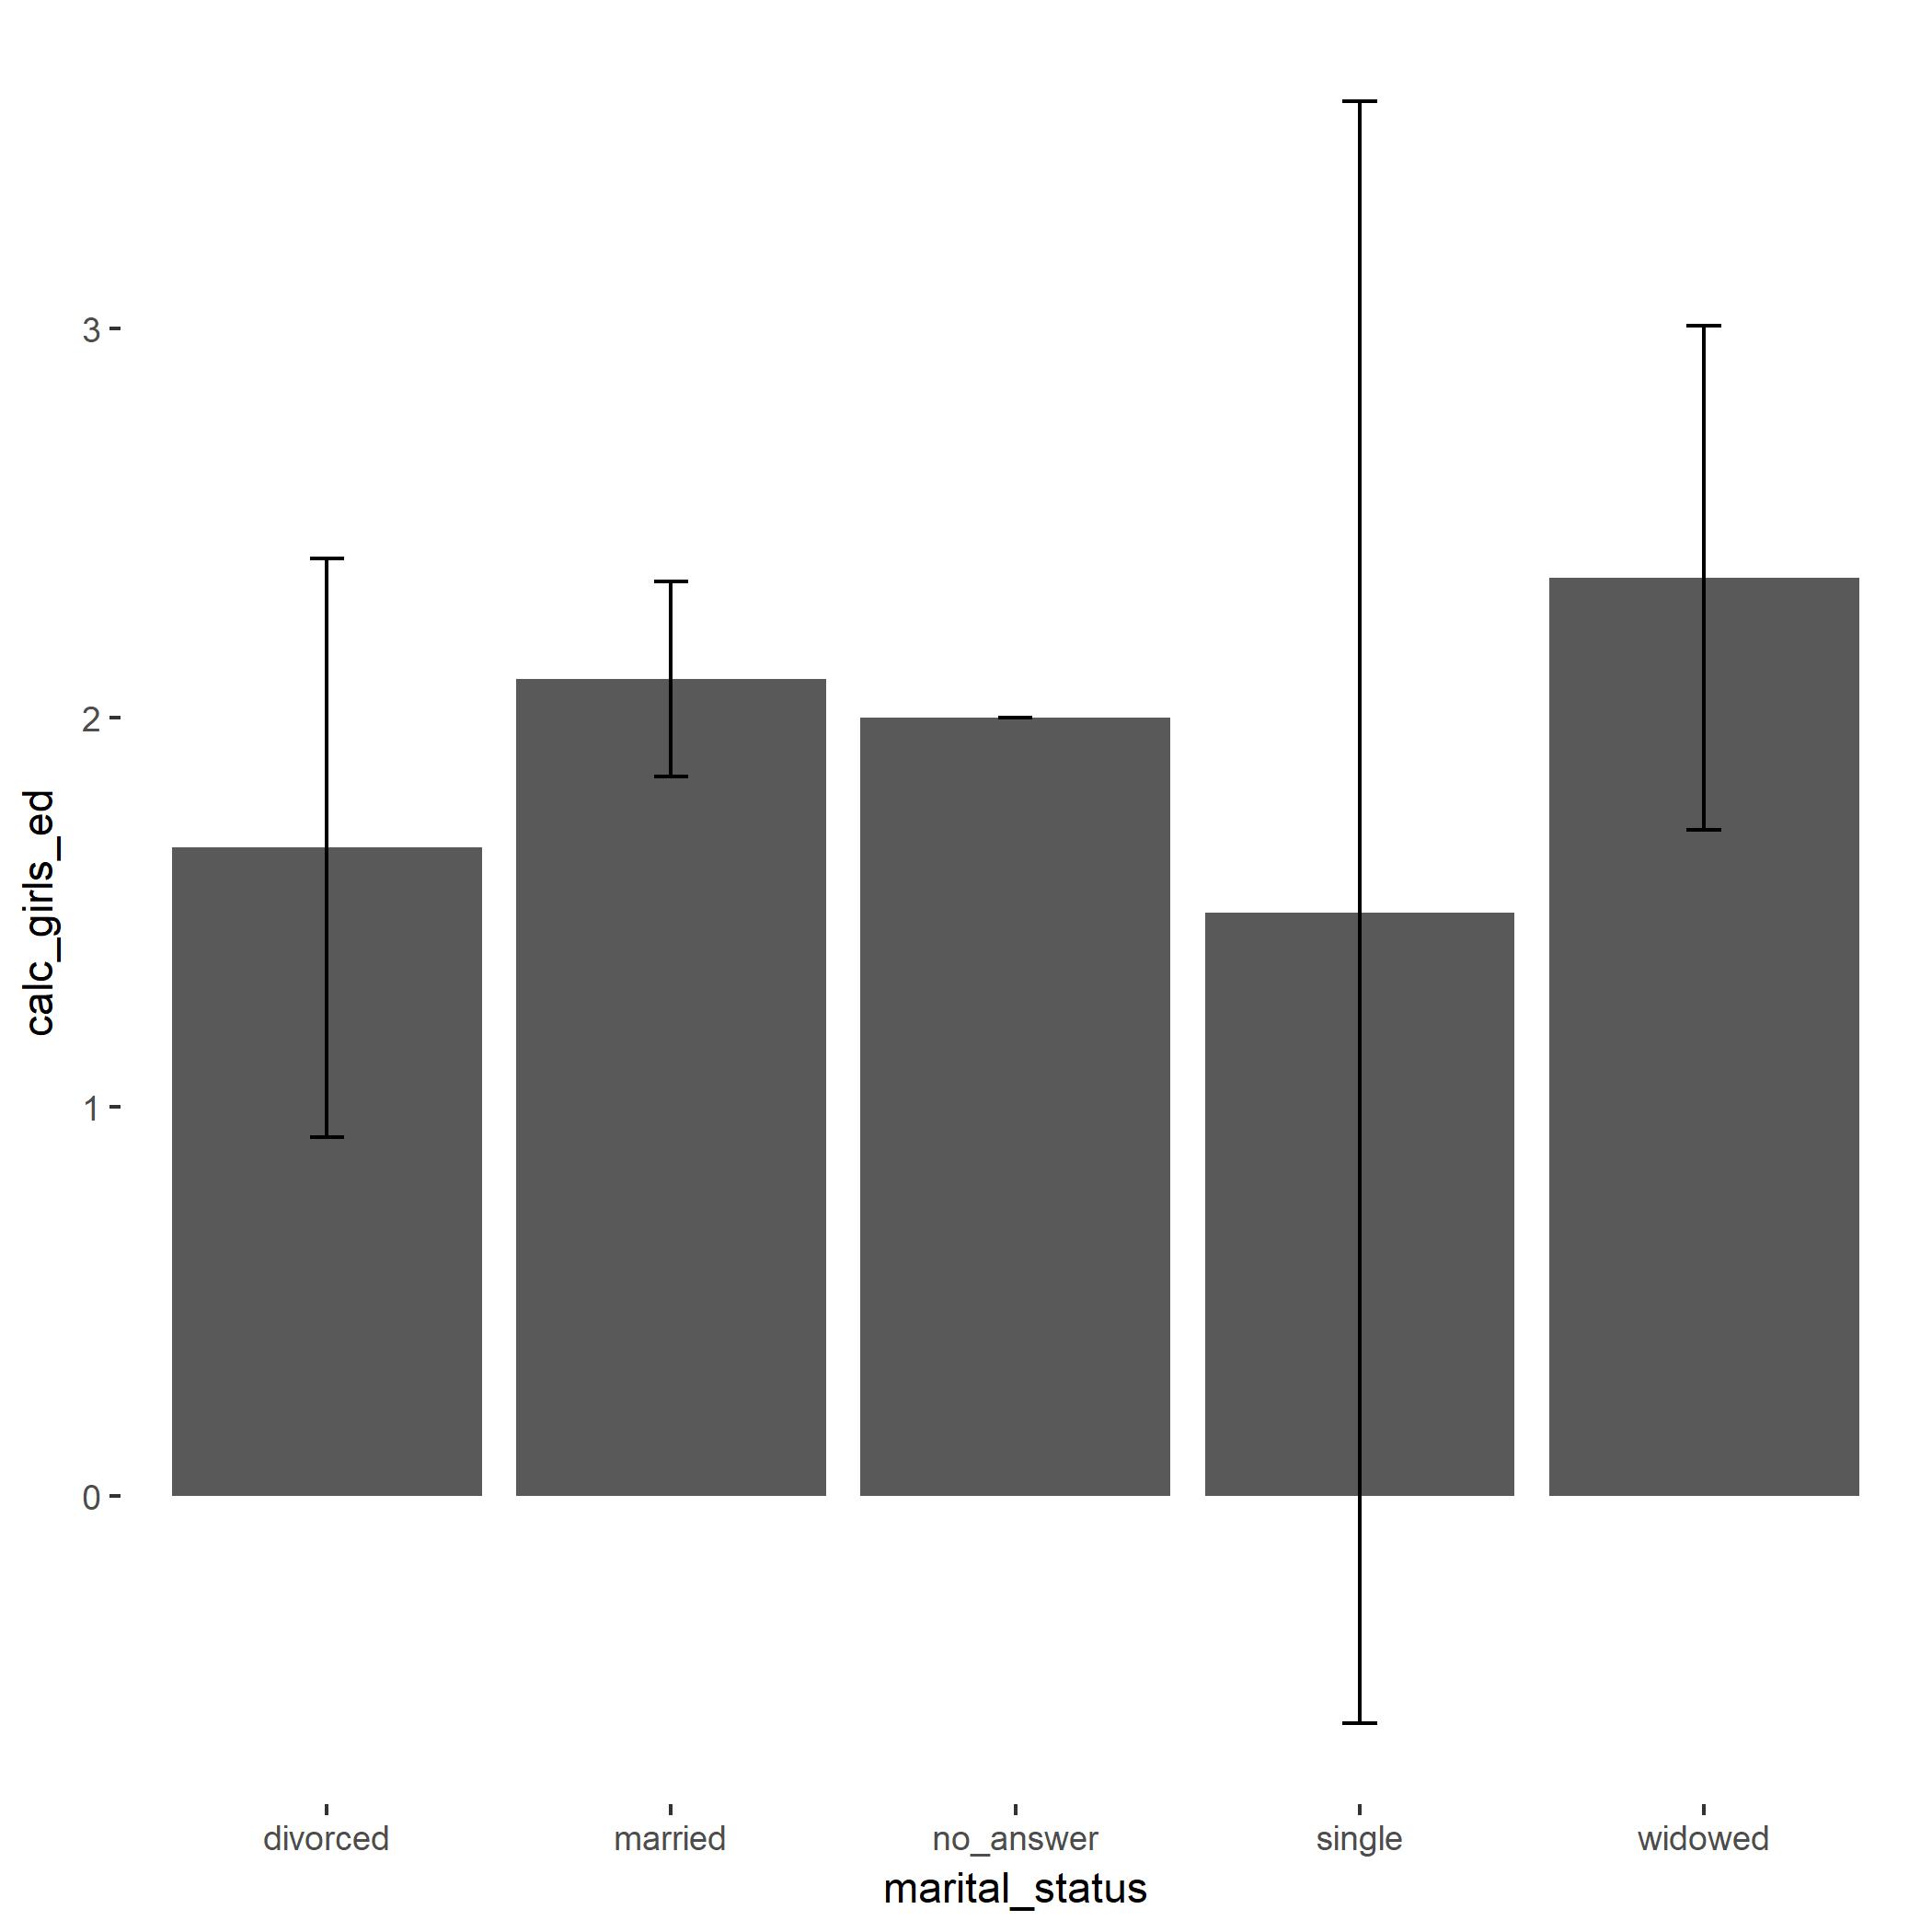 3
2
1
0
calc_girls_ed
divorced married no_answer single widowed
marital_status